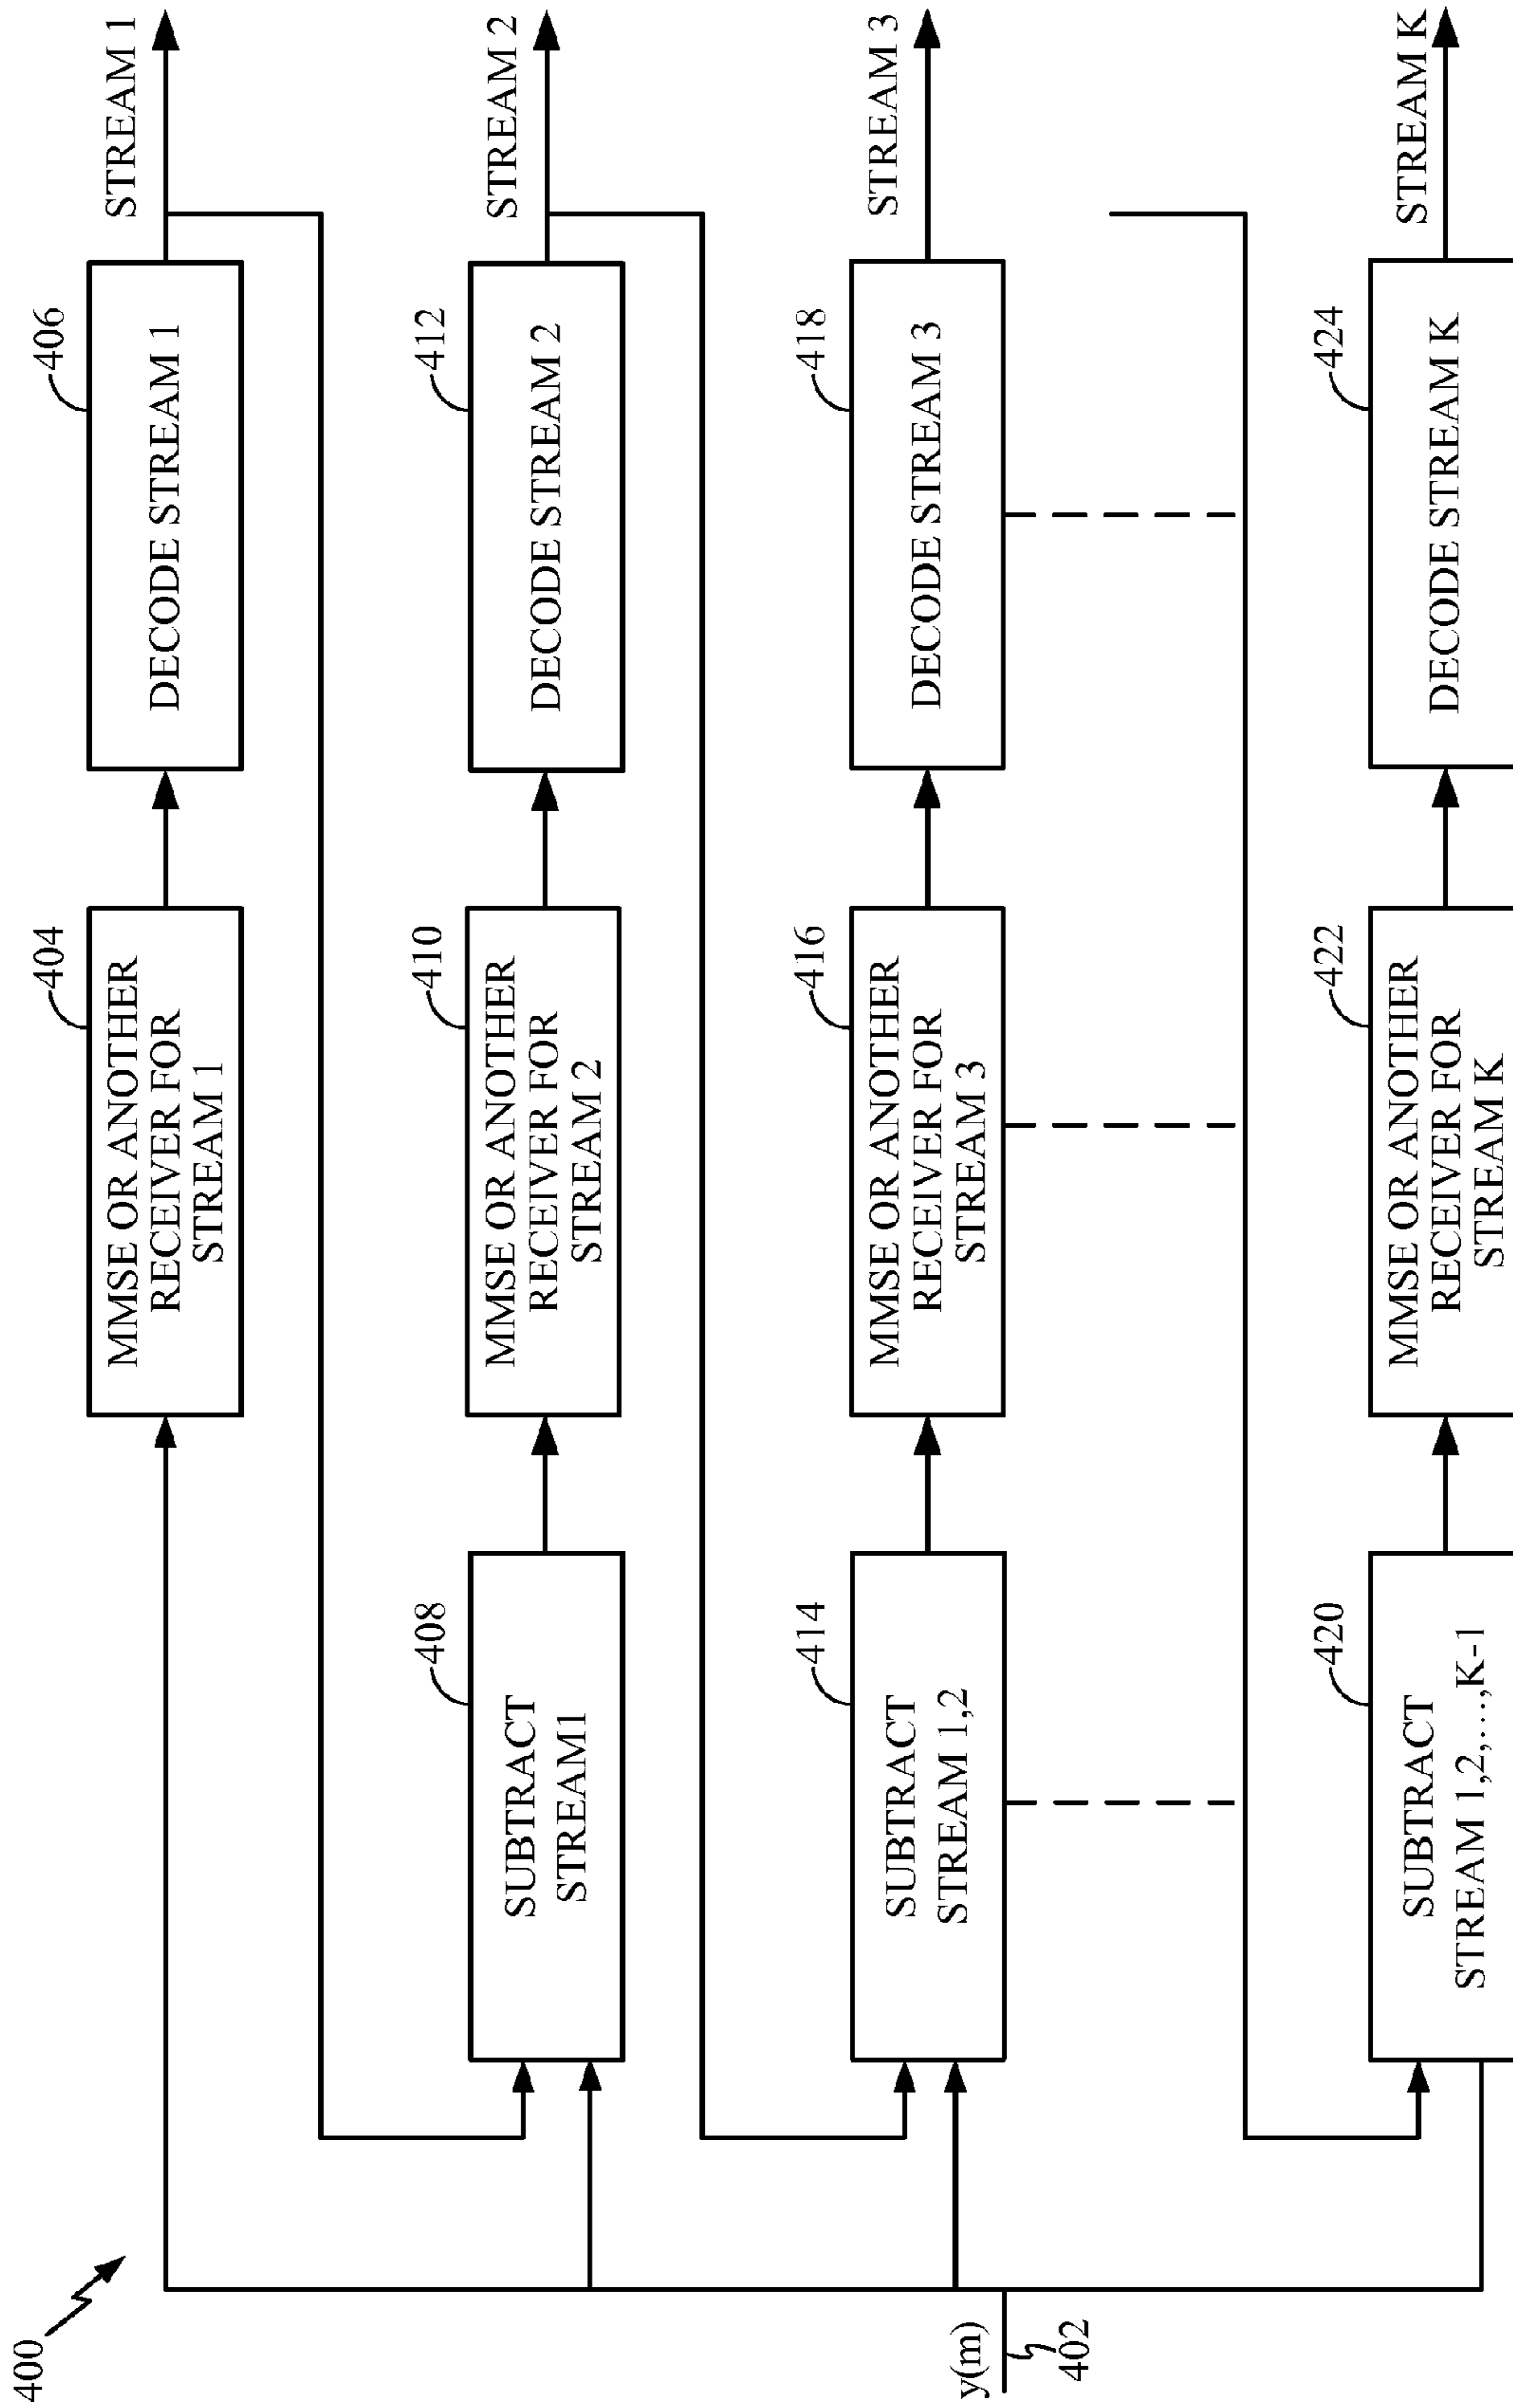 400
y(m)
402
MMSE OR ANOTHER
RECEIVER FOR
STREAM 1
404
DECODE STREAM 1
406
STREAM 1
SUBTRACT
STREAM1
408
MMSE OR ANOTHER
RECEIVER FOR
STREAM 2
410
DECODE STREAM 2
412
STREAM 2
SUBTRACT
STREAM 1,2
414
MMSE OR ANOTHER
RECEIVER FOR
STREAM 3
416
DECODE STREAM 3
418
STREAM 3
SUBTRACT
STREAM 1,2,...,K-1
420
MMSE OR ANOTHER
RECEIVER FOR
STREAM K
422
DECODE STREAM K
424
STREAM K